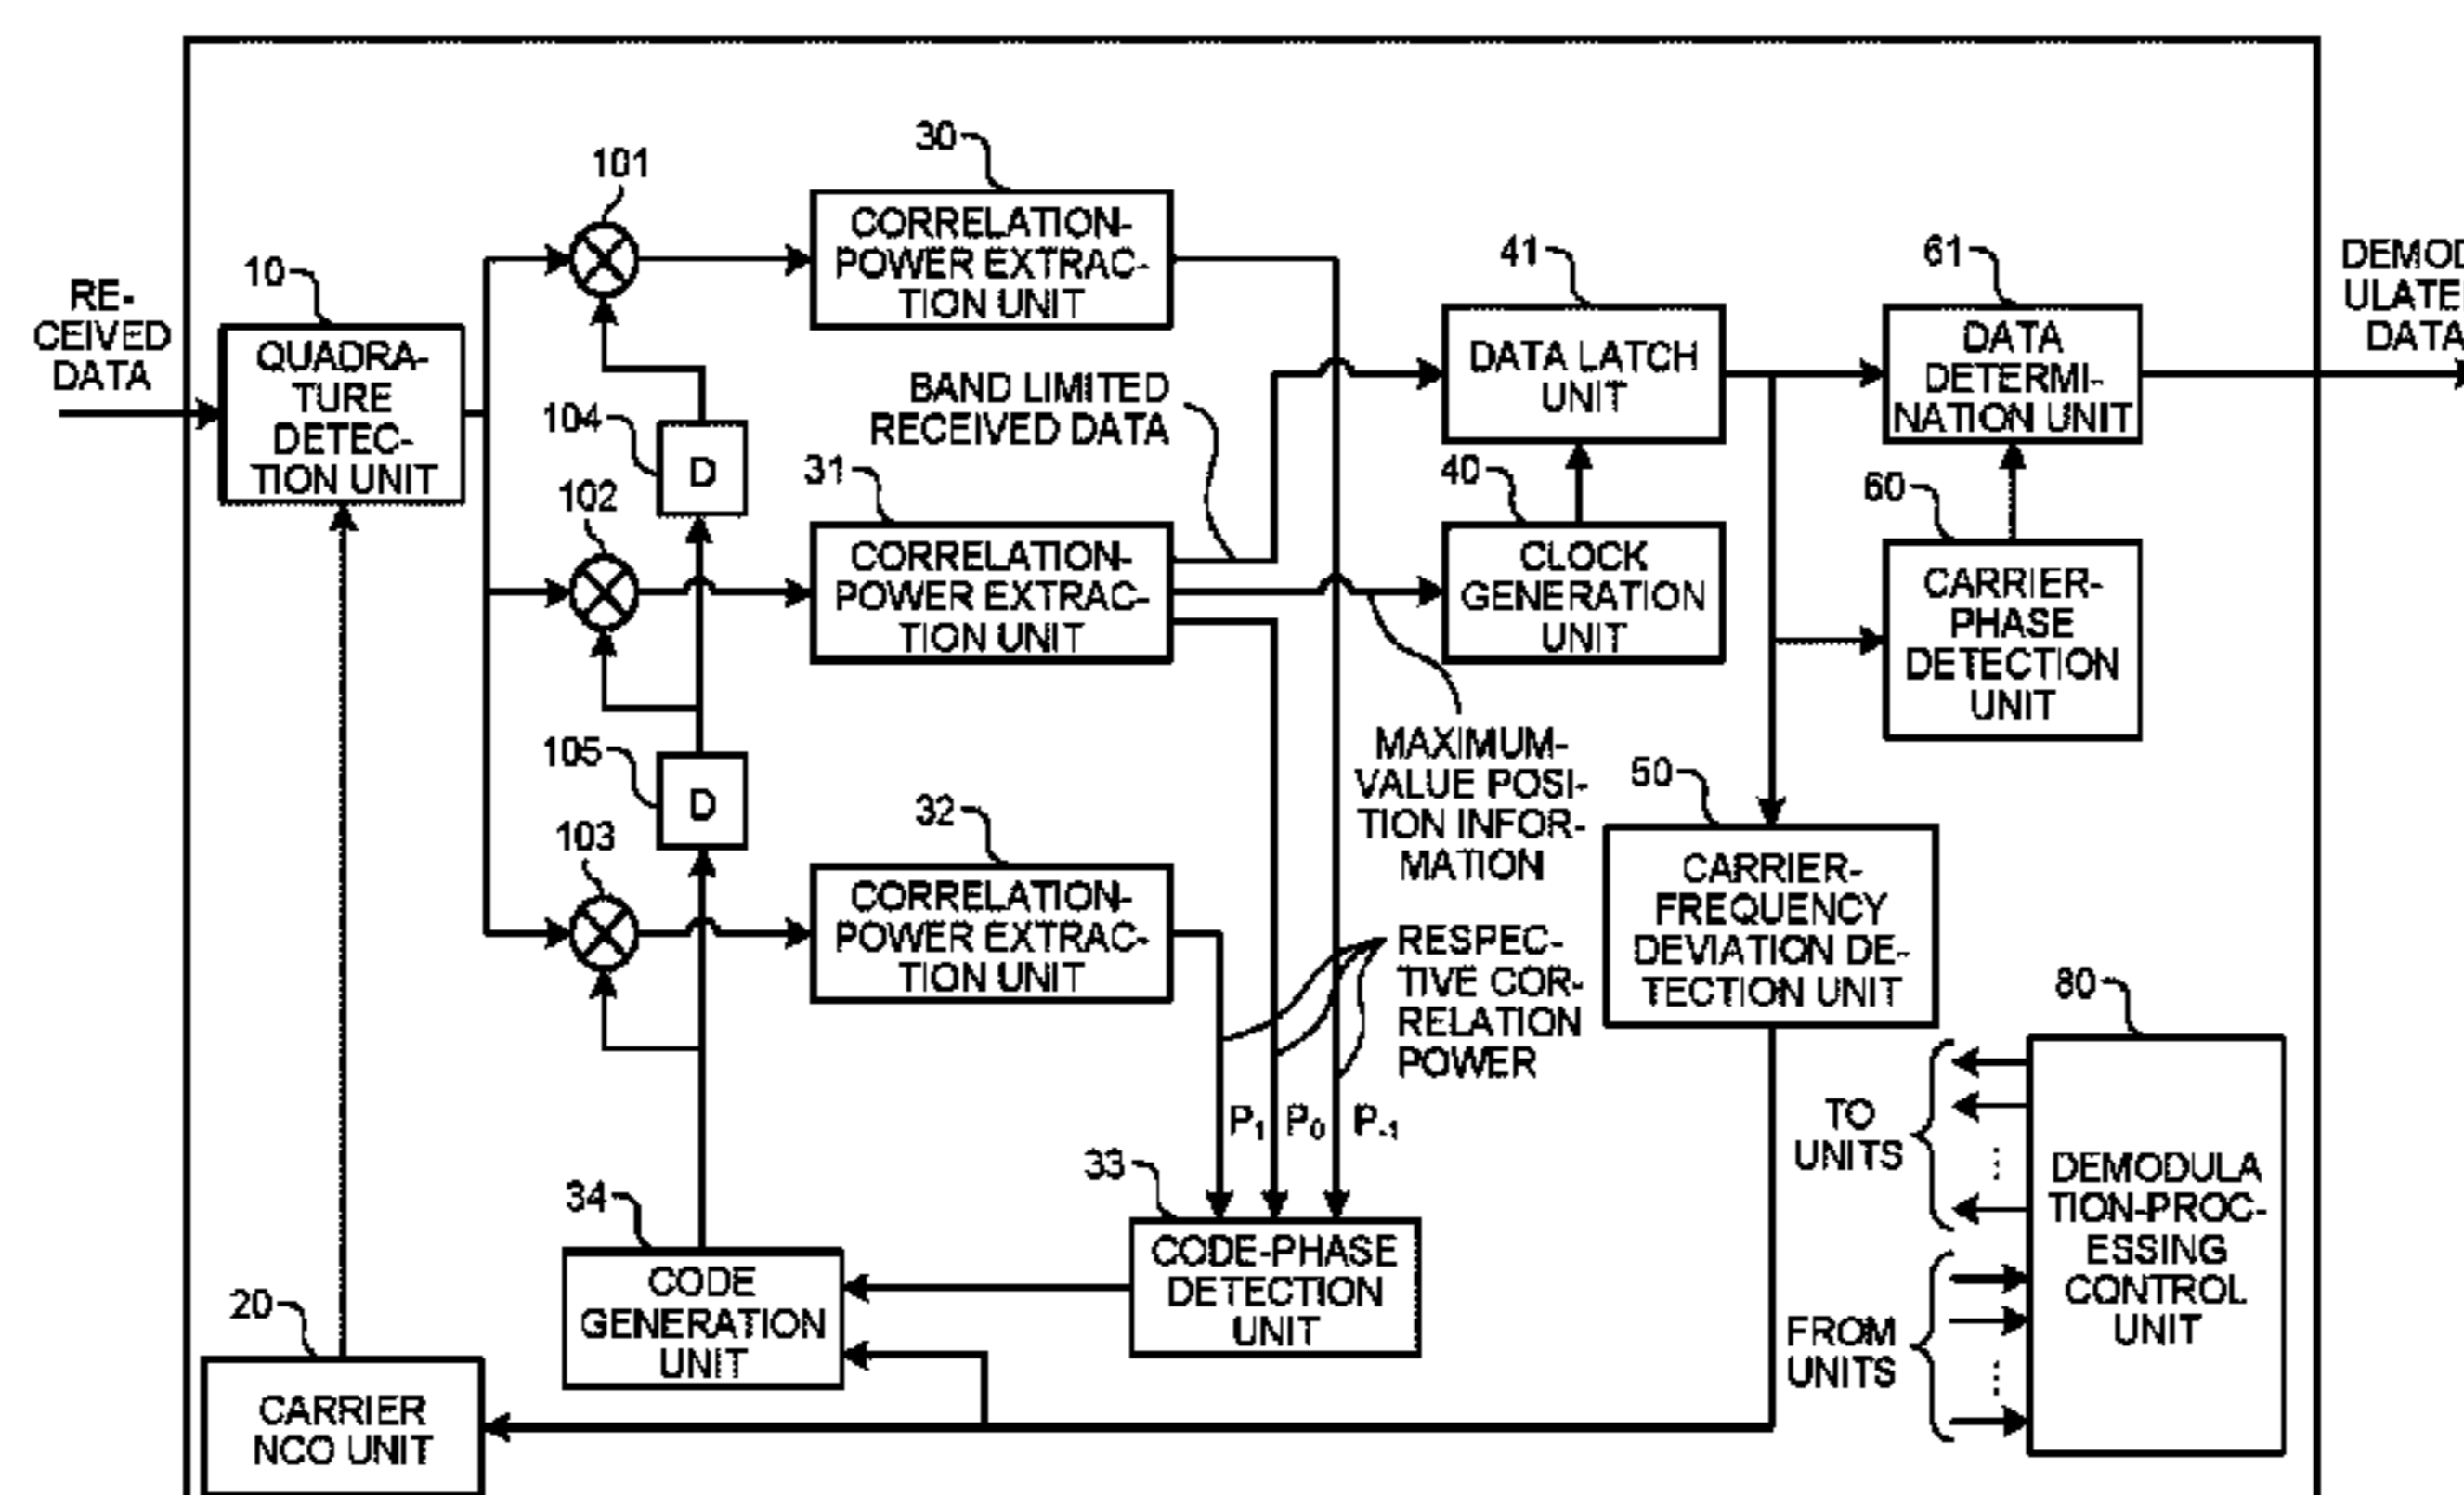 RE-
CEIVED
DATA
10
QUADRA-
TURE
DETEC-
TION UNIT
101
102
103
104
D
105
D
30
CORRELATION-
POWER EXTRAC-
TION UNIT
31
CORRELATION-
POWER EXTRAC-
TION UNIT
32
CORRELATION-
POWER EXTRAC-
TION UNIT
BAND LIMITED
RECEIVED DATA
41
DATA LATCH
UNIT
40
CLOCK
GENERATION
UNIT
61
DATA
DETERMI-
NATION UNIT
DEMOD
ULATE
DATA
60
CARRIER-
PHASE
DETECTION
UNIT
MAXIMUM-
VALUE POSI-
TION INFOR-
MATION
50
CARRIER-
FREQUENCY
DEVIATION DE-
TECTION UNIT
RESPEC-
TIVE COR-
RELATION
POWER
P1 P0 P-1
33
CODE-PHASE
DETECTION
UNIT
34
CODE
GENERATION
UNIT
20
CARRIER
NCO UNIT
80
DEMODULA
TION-PROC-
ESSING
CONTROL
UNIT
TO
UNITS
FROM
UNITS